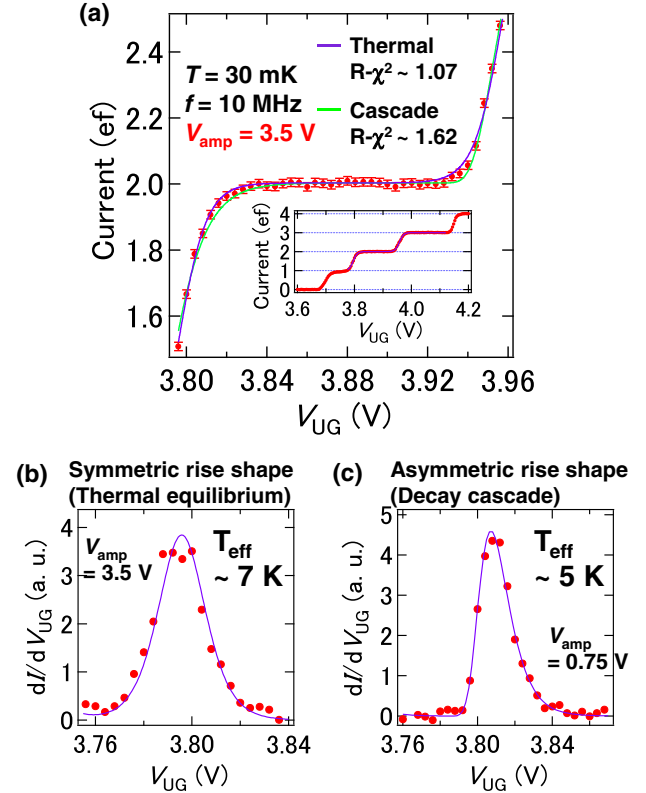 (a)
Thermal
R-χ² ~ 1.07
Cascade
R-χ² ~ 1.62
T = 30 mK
f = 10 MHz
V_amp = 3.5 V
Current (ef)
2.4
2.2
2.0
1.8
1.6
3.80 3.84 3.88 3.92 3.96
V_UG (V)
Current (ef)
4
3
2
1
0
3.6 3.8 4.0 4.2
V_UG (V)
(b) Symmetric rise shape
(Thermal equilibrium)
V_amp
= 3.5 V
T_eff
~ 7 K
dI/dV_UG (a. u.)
4
3
2
1
0
3.76 3.80 3.84
V_UG (V)
(c) Asymmetric rise shape
(Decay cascade)
T_eff
~ 5 K
V_amp
= 0.75 V
dI/dV_UG (a. u.)
5
4
3
2
1
0
3.76 3.80 3.84
V_UG (V)